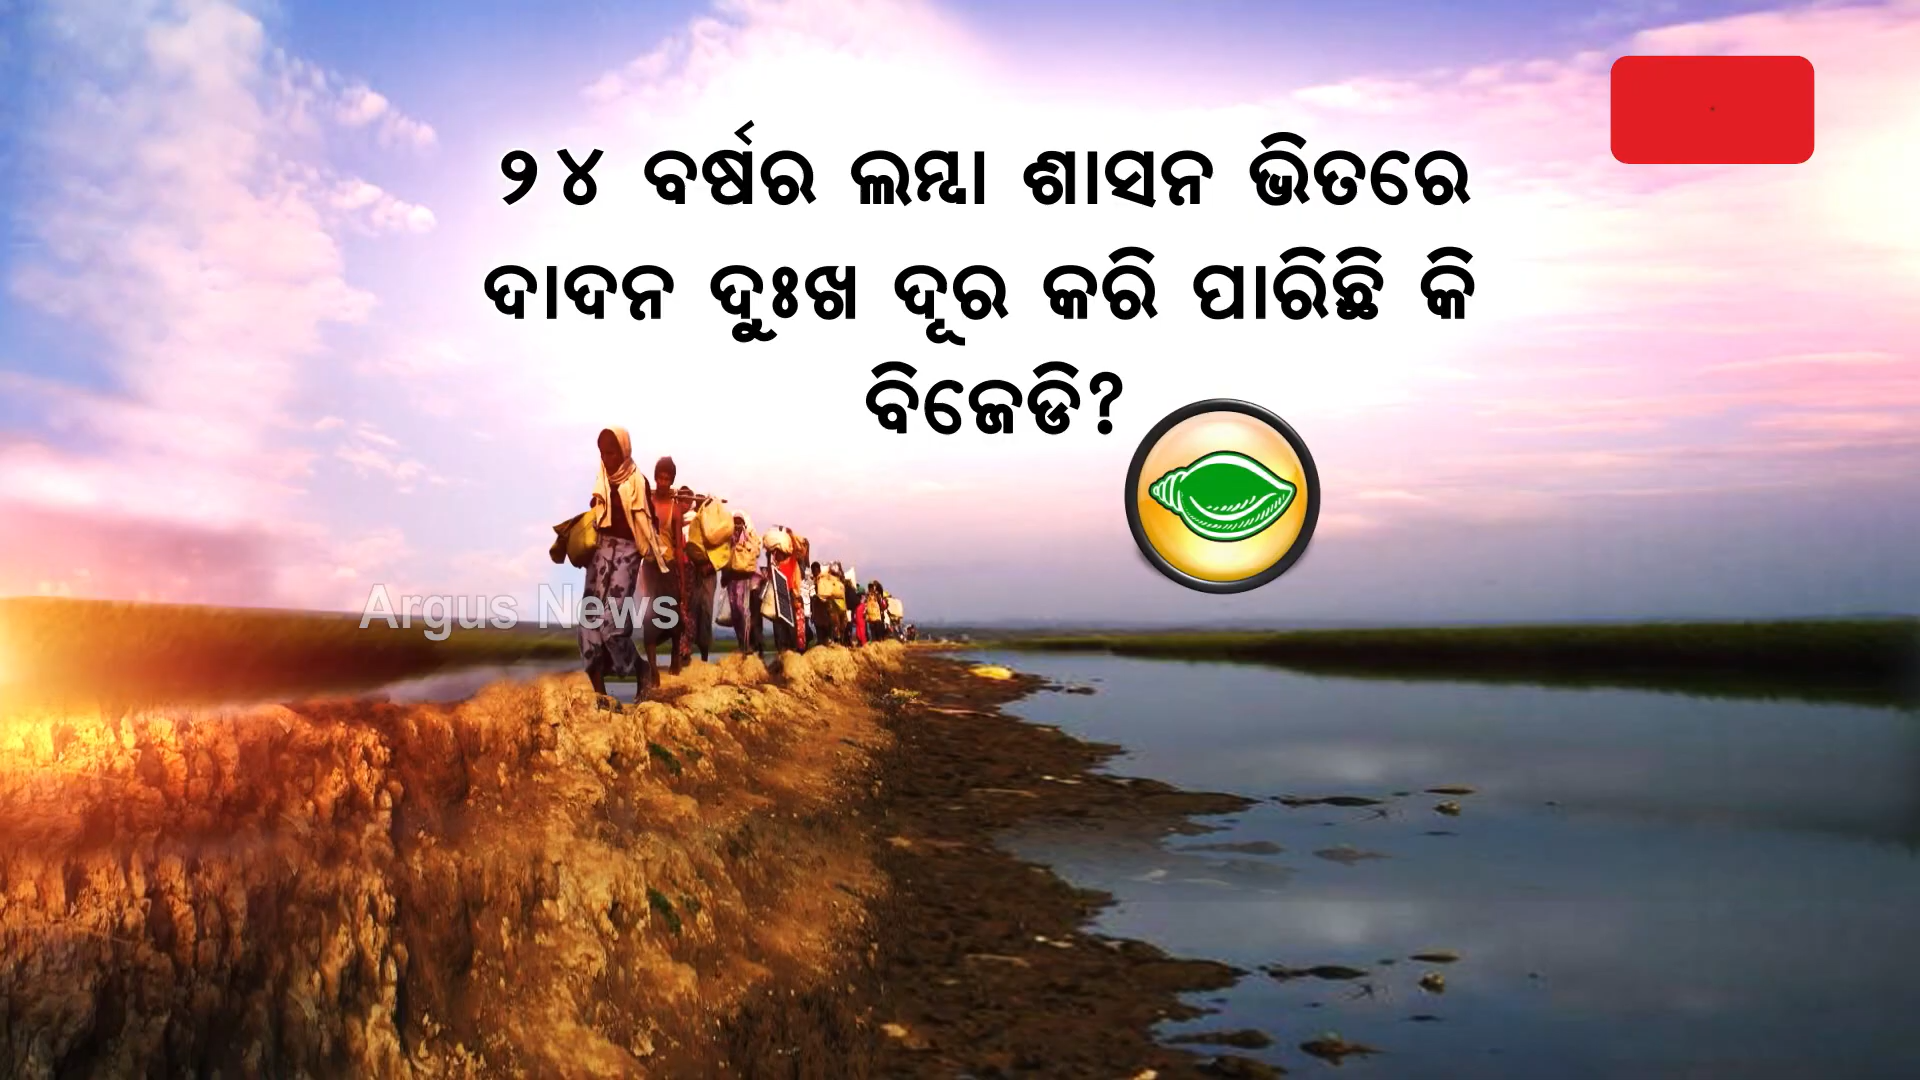 ୨୪ ବର୍ଷର ଲମ୍ବା ଶାସନ ଭିତରେ
ଦାଦନ ଦୁଃଖ ଦୂର କରି ପାରିଛି କି
ବିଜେଡି?
Argus News